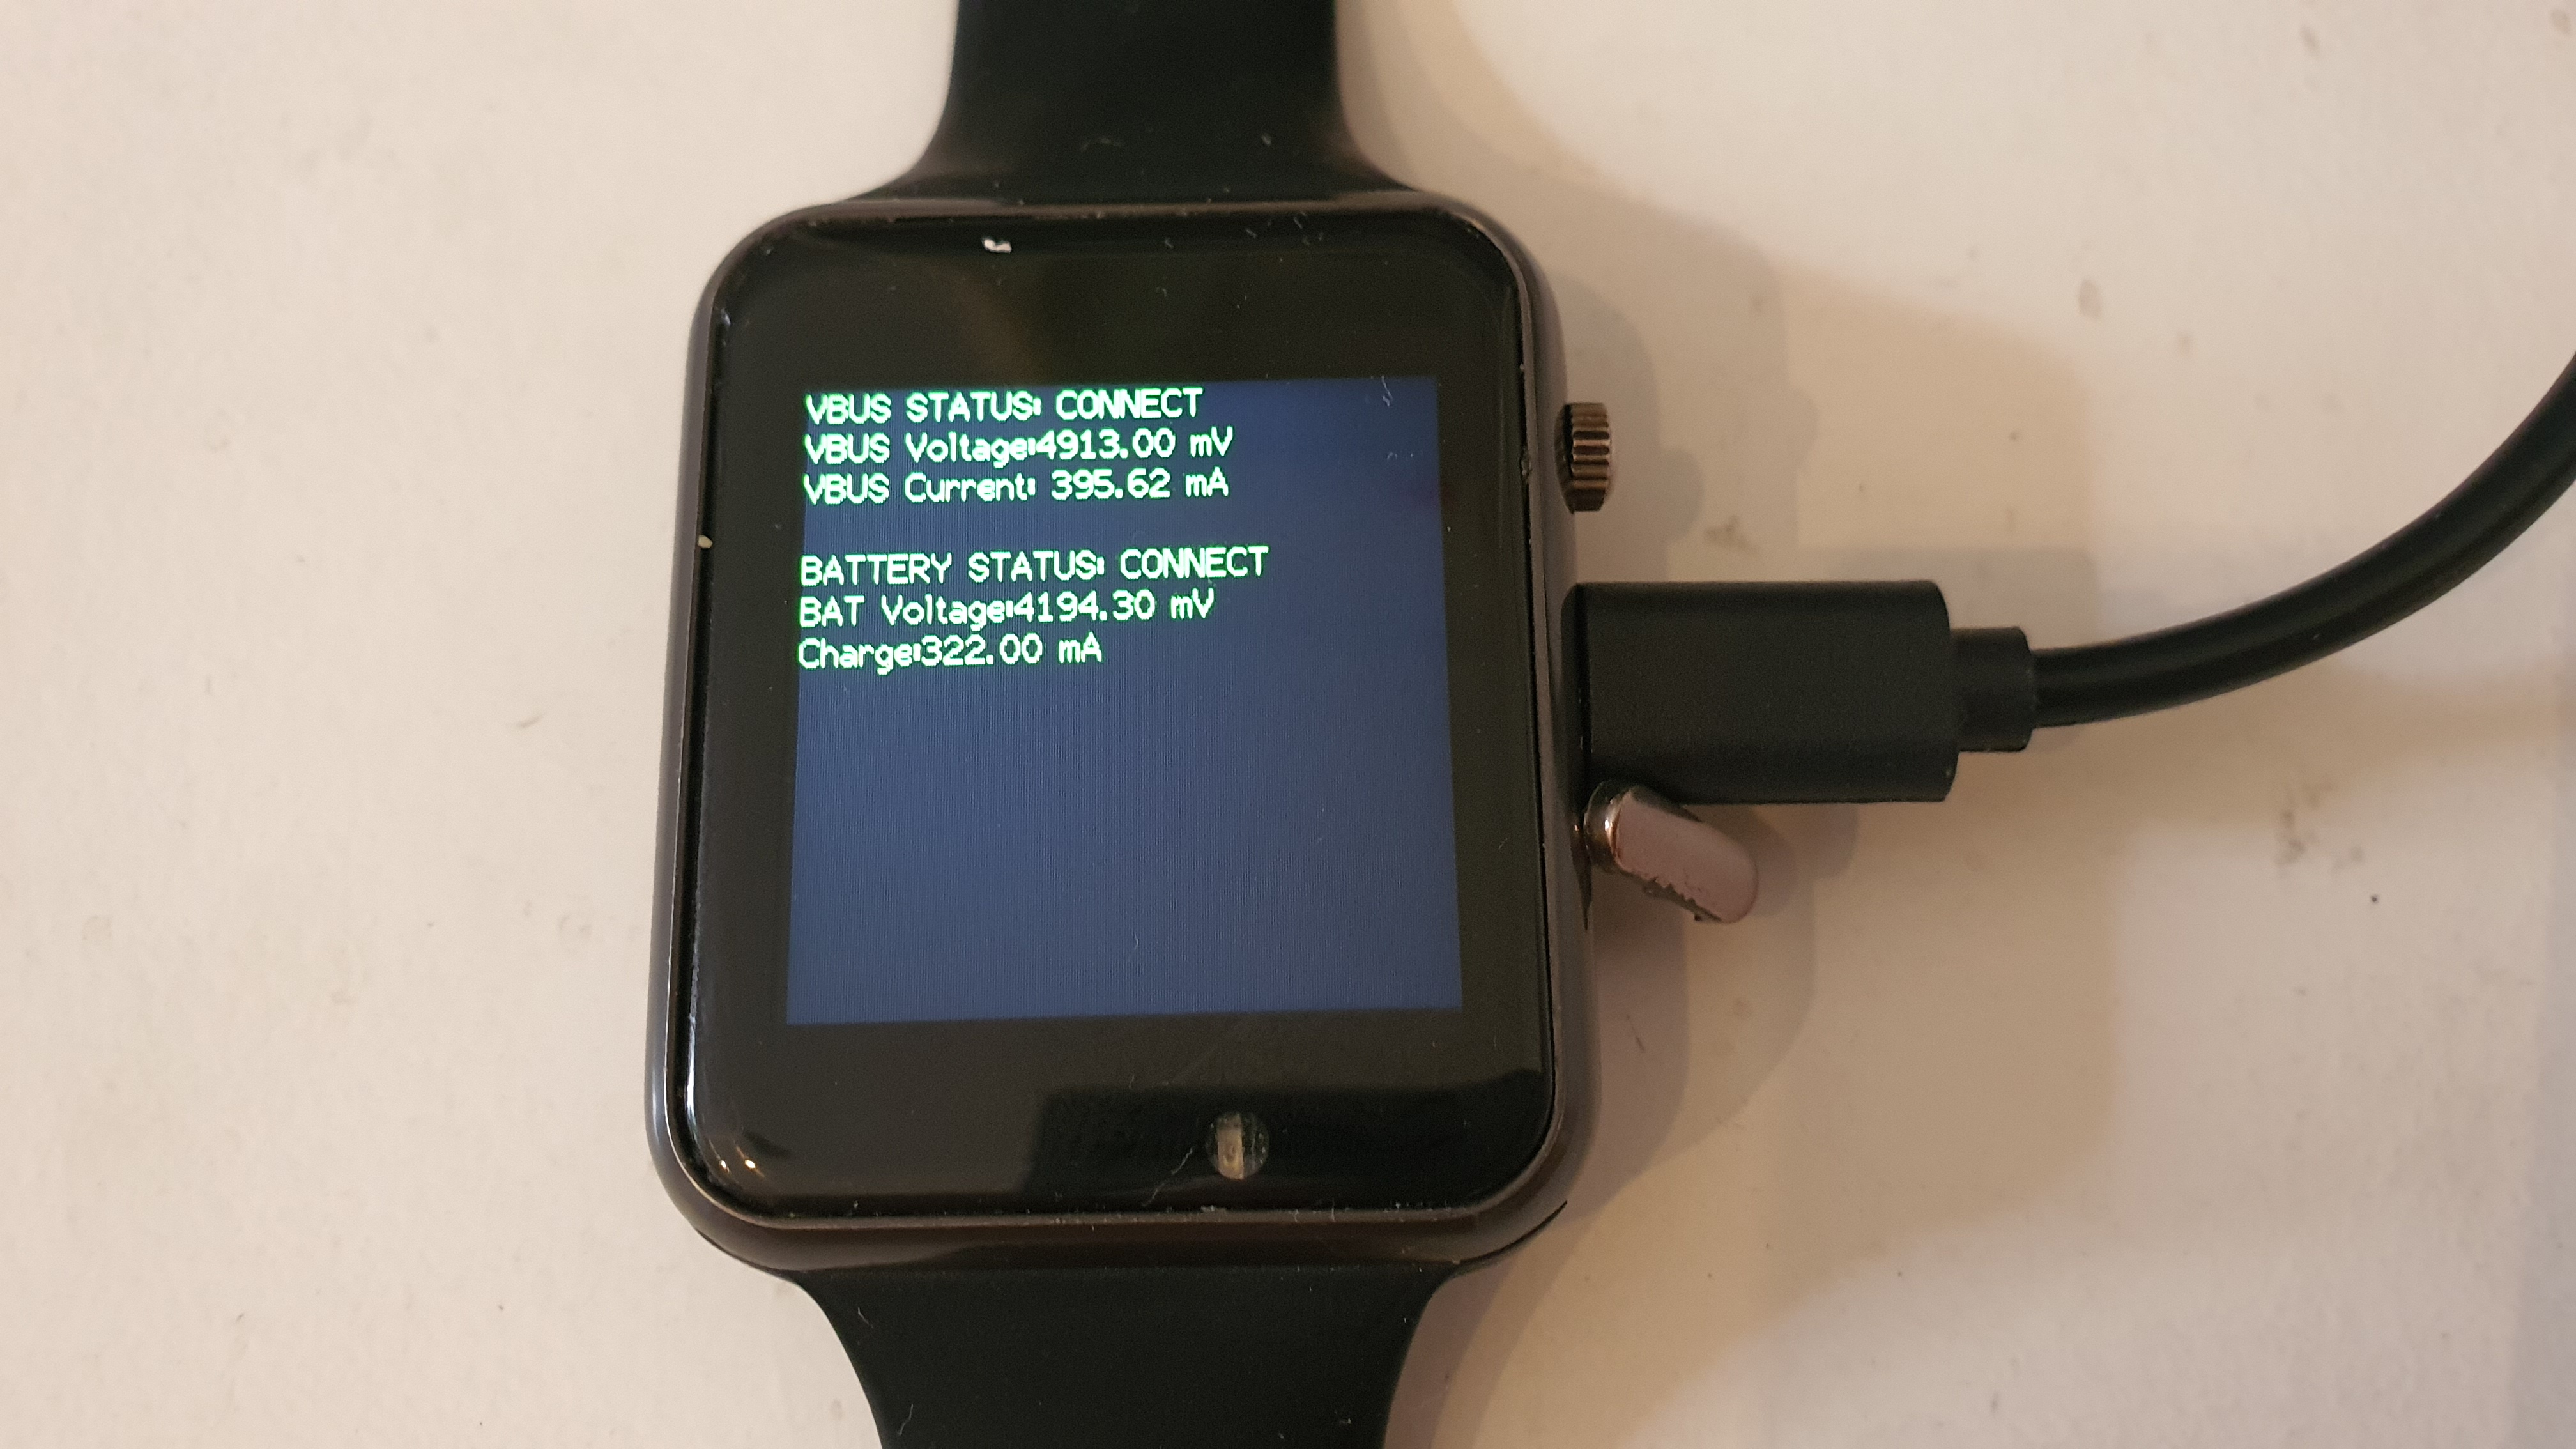 VBUS STATUS: CONNECT
VBUS Voltage:4913.00 mV
VBUS Current: 395.62 mA
BATTERY STATUS: CONNECT
BAT Voltage:4194.30 mV
Charge:322.00 mA